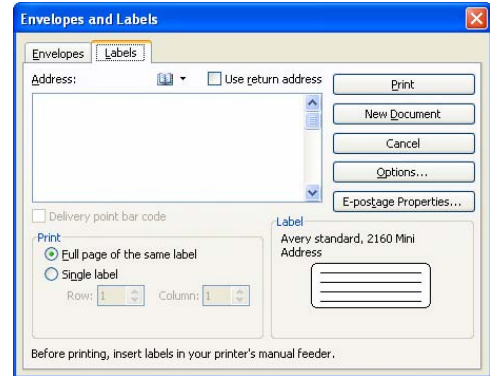 Envelopes and Labels
Envelopes Labels
Address: Use return address
Print
New Document
Cancel
Options...
E-postage Properties...
Delivery point bar code
Print
Full page of the same label
Single label
Row: 1 Column: 1
Label
Avery standard, 2160 Mini
Address
Before printing, insert labels in your printer's manual feeder.